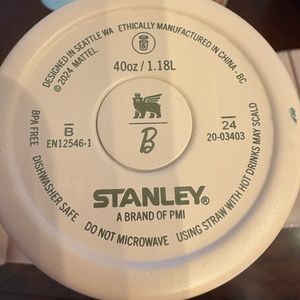 DESIGNED IN SEATTLE, WA
ETHICALLY MANUFACTURED IN CHINA - BC
© 2024 MATTEL
40oz / 1.18L
B
EN12546-1
B
24
20-03403
BPA FREE
DISHWASHER SAFE
DO NOT MICROWAVE
USING STRAW WITH HOT DRINKS MAY SCALD
STANLEY®
A BRAND OF PMI